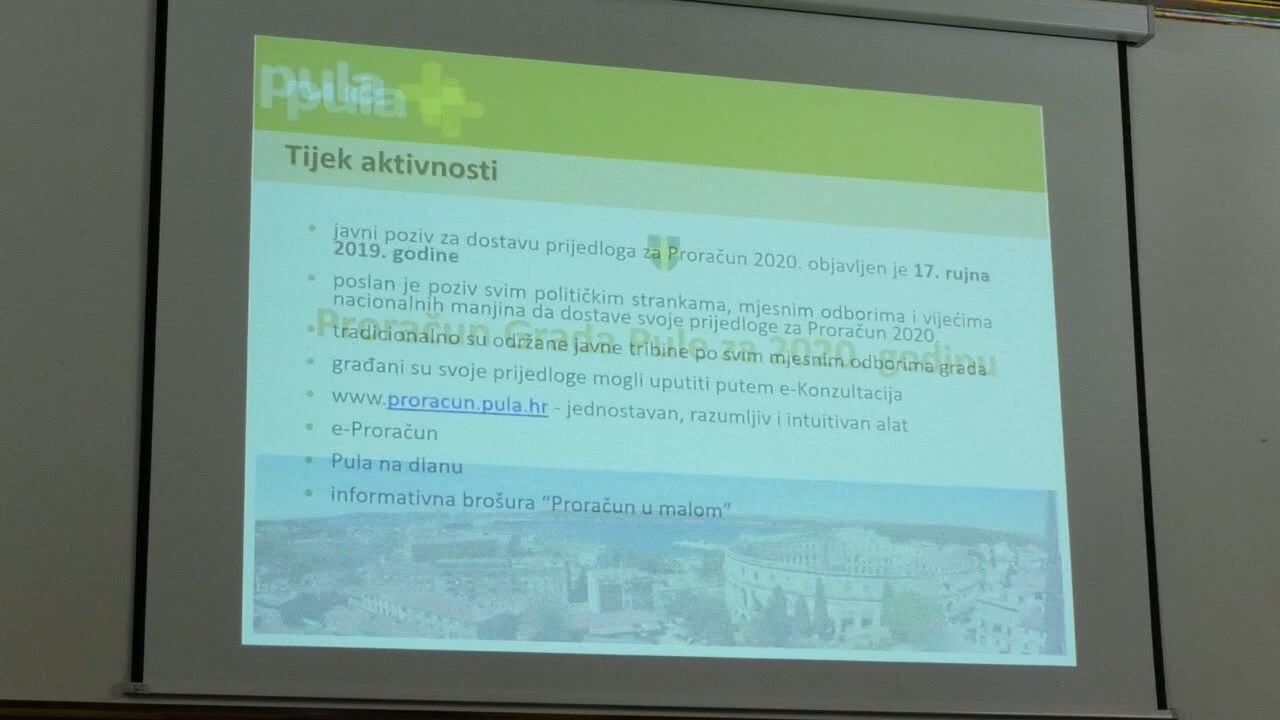 pula
pula
Tijek aktivnosti
• javni poziv za dostavu prijedloga za Proračun 2020. objavljen je 17. rujna
2019. godine
• poslan je poziv svim političkim strankama, mjesnim odborima i vijećima
nacionalnih manjina da dostave svoje prijedloge za Proračun 2020.
Proračun Grada Pule za 2020. godinu
• tradicionalno su održane javne tribine po svim mjesnim odborima grada
• građani su svoje prijedloge mogli uputiti putem e-Konzultacija
• www.proracun.pula.hr - jednostavan, razumljiv i intuitivan alat
• e-Proračun
• Pula na dlanu
• informativna brošura “Proračun u malom”